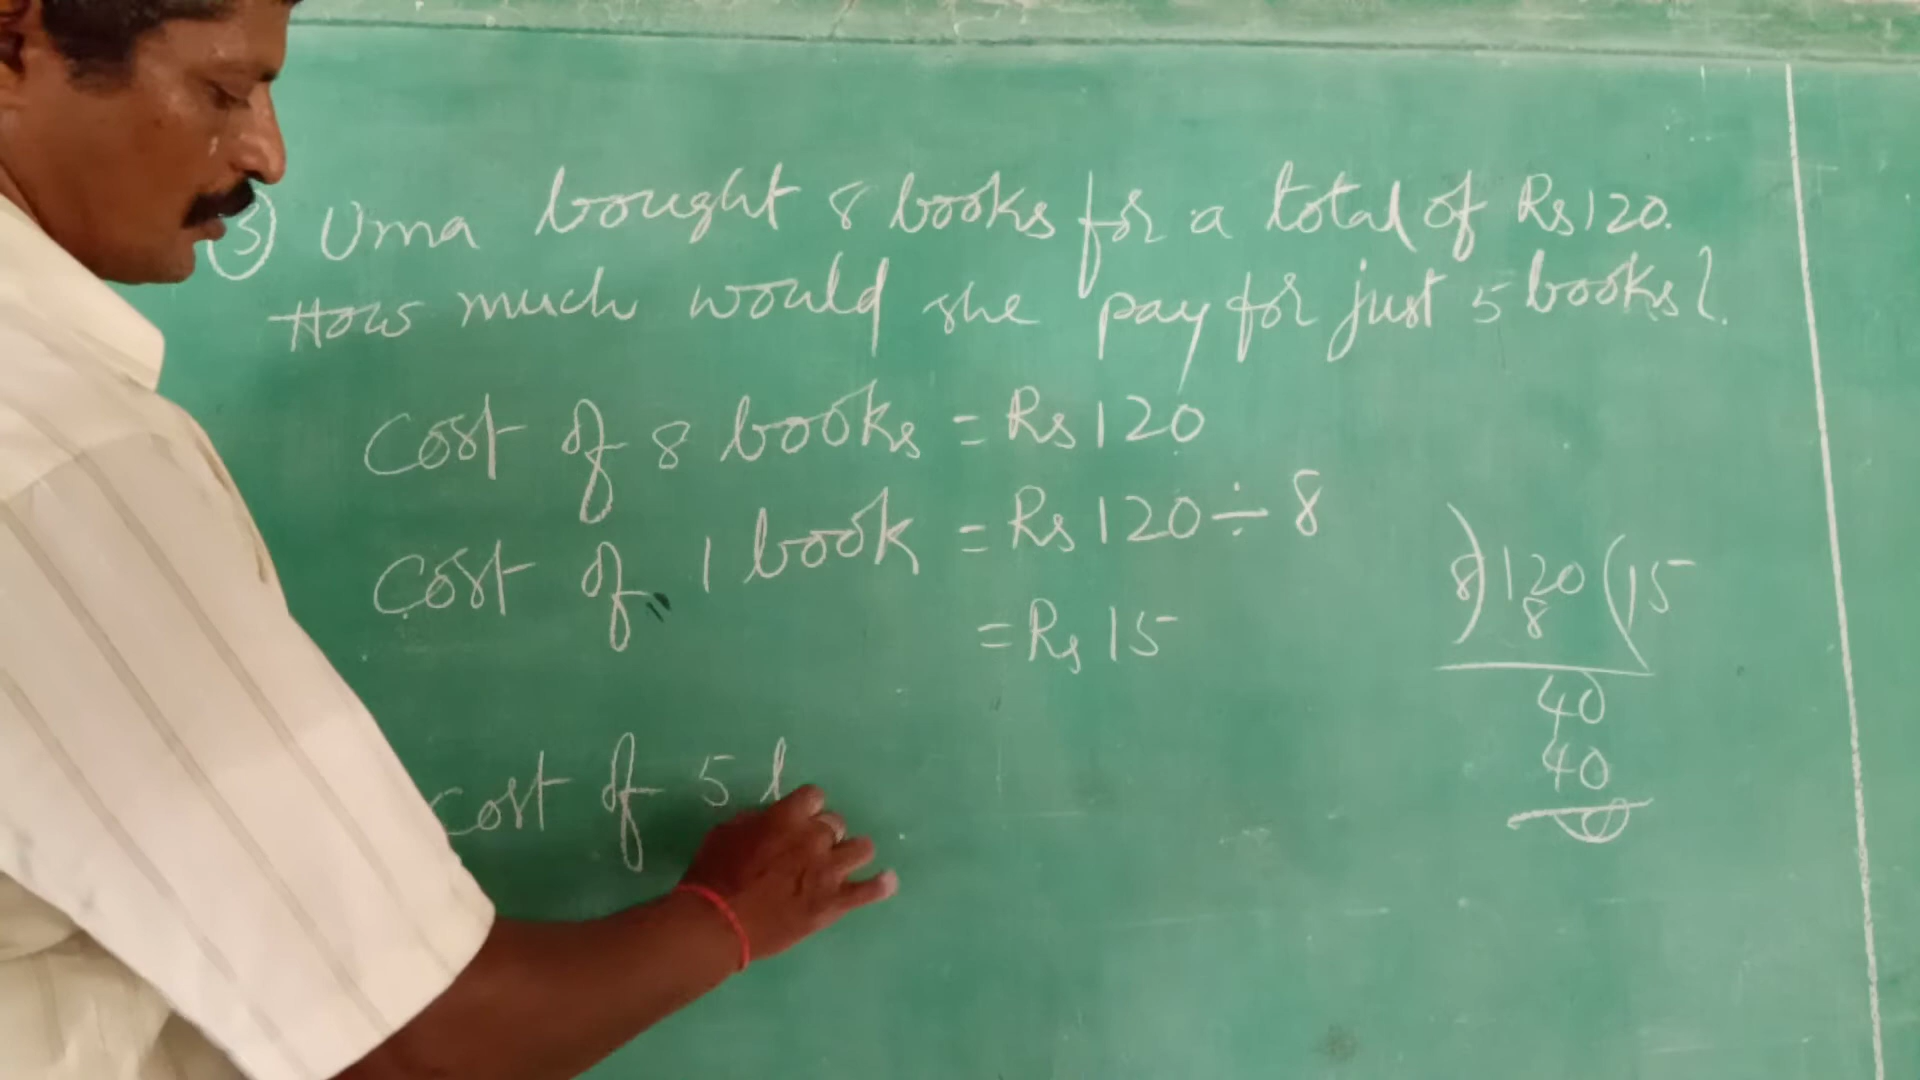 3) Uma bought 8 books for a total of Rs 120.
How much would she pay for just 5 books?
Cost of 8 books = Rs 120
Cost of 1 book = Rs 120 ÷ 8
= Rs 15
8)120(15
8
40
40
0
Cost of 5